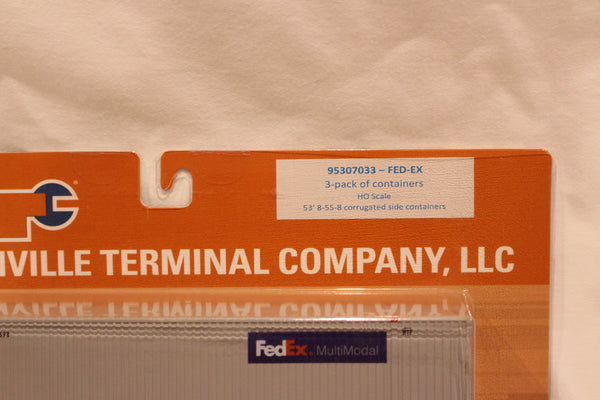 95307033 – FED-EX
3-pack of containers
HO Scale
53' 8-55-8 corrugated side containers
NVILLE TERMINAL COMPANY, LLC
FedEx. MultiModal